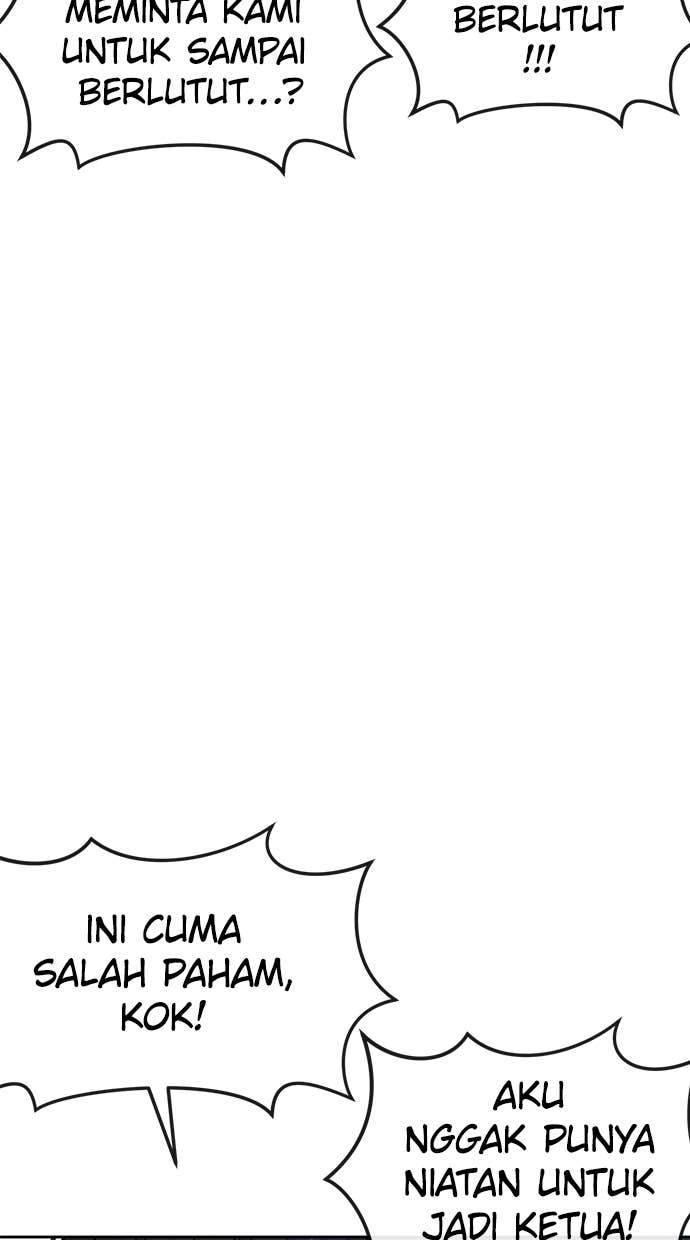 MEMINTA KAMI
UNTUK SAMPAI
BERLUTUT...?
BERLUTUT
!!!
INI CUMA
SALAH PAHAM,
KOK!
AKU
NGGAK PUNYA
NIATAN UNTUK
JADI KETUA!